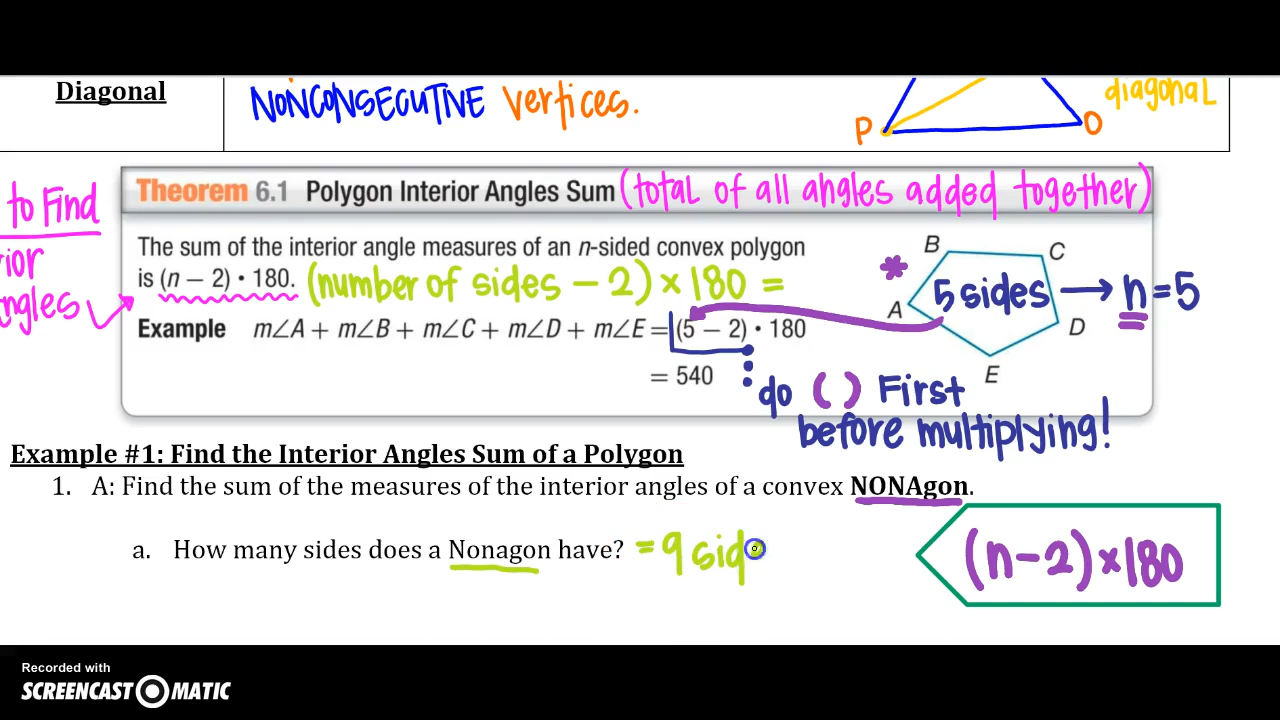 Diagonal
NONCONSECUTIVE vertices.
diagonal
P
O
to Find
Theorem 6.1 Polygon Interior Angles Sum (total of all angles added together)
The sum of the interior angle measures of an n-sided convex polygon
is (n − 2) • 180. (number of sides − 2) × 180 =
Example m∠A + m∠B + m∠C + m∠D + m∠E = (5 − 2) • 180
= 540
B
C
* 5 sides → n = 5
A
D
E
do ( ) First
before multiplying!
Example #1: Find the Interior Angles Sum of a Polygon
1. A: Find the sum of the measures of the interior angles of a convex NONAgon.
a. How many sides does a Nonagon have? = 9 sid
(n − 2) × 180
Recorded with
SCREENCAST O MATIC